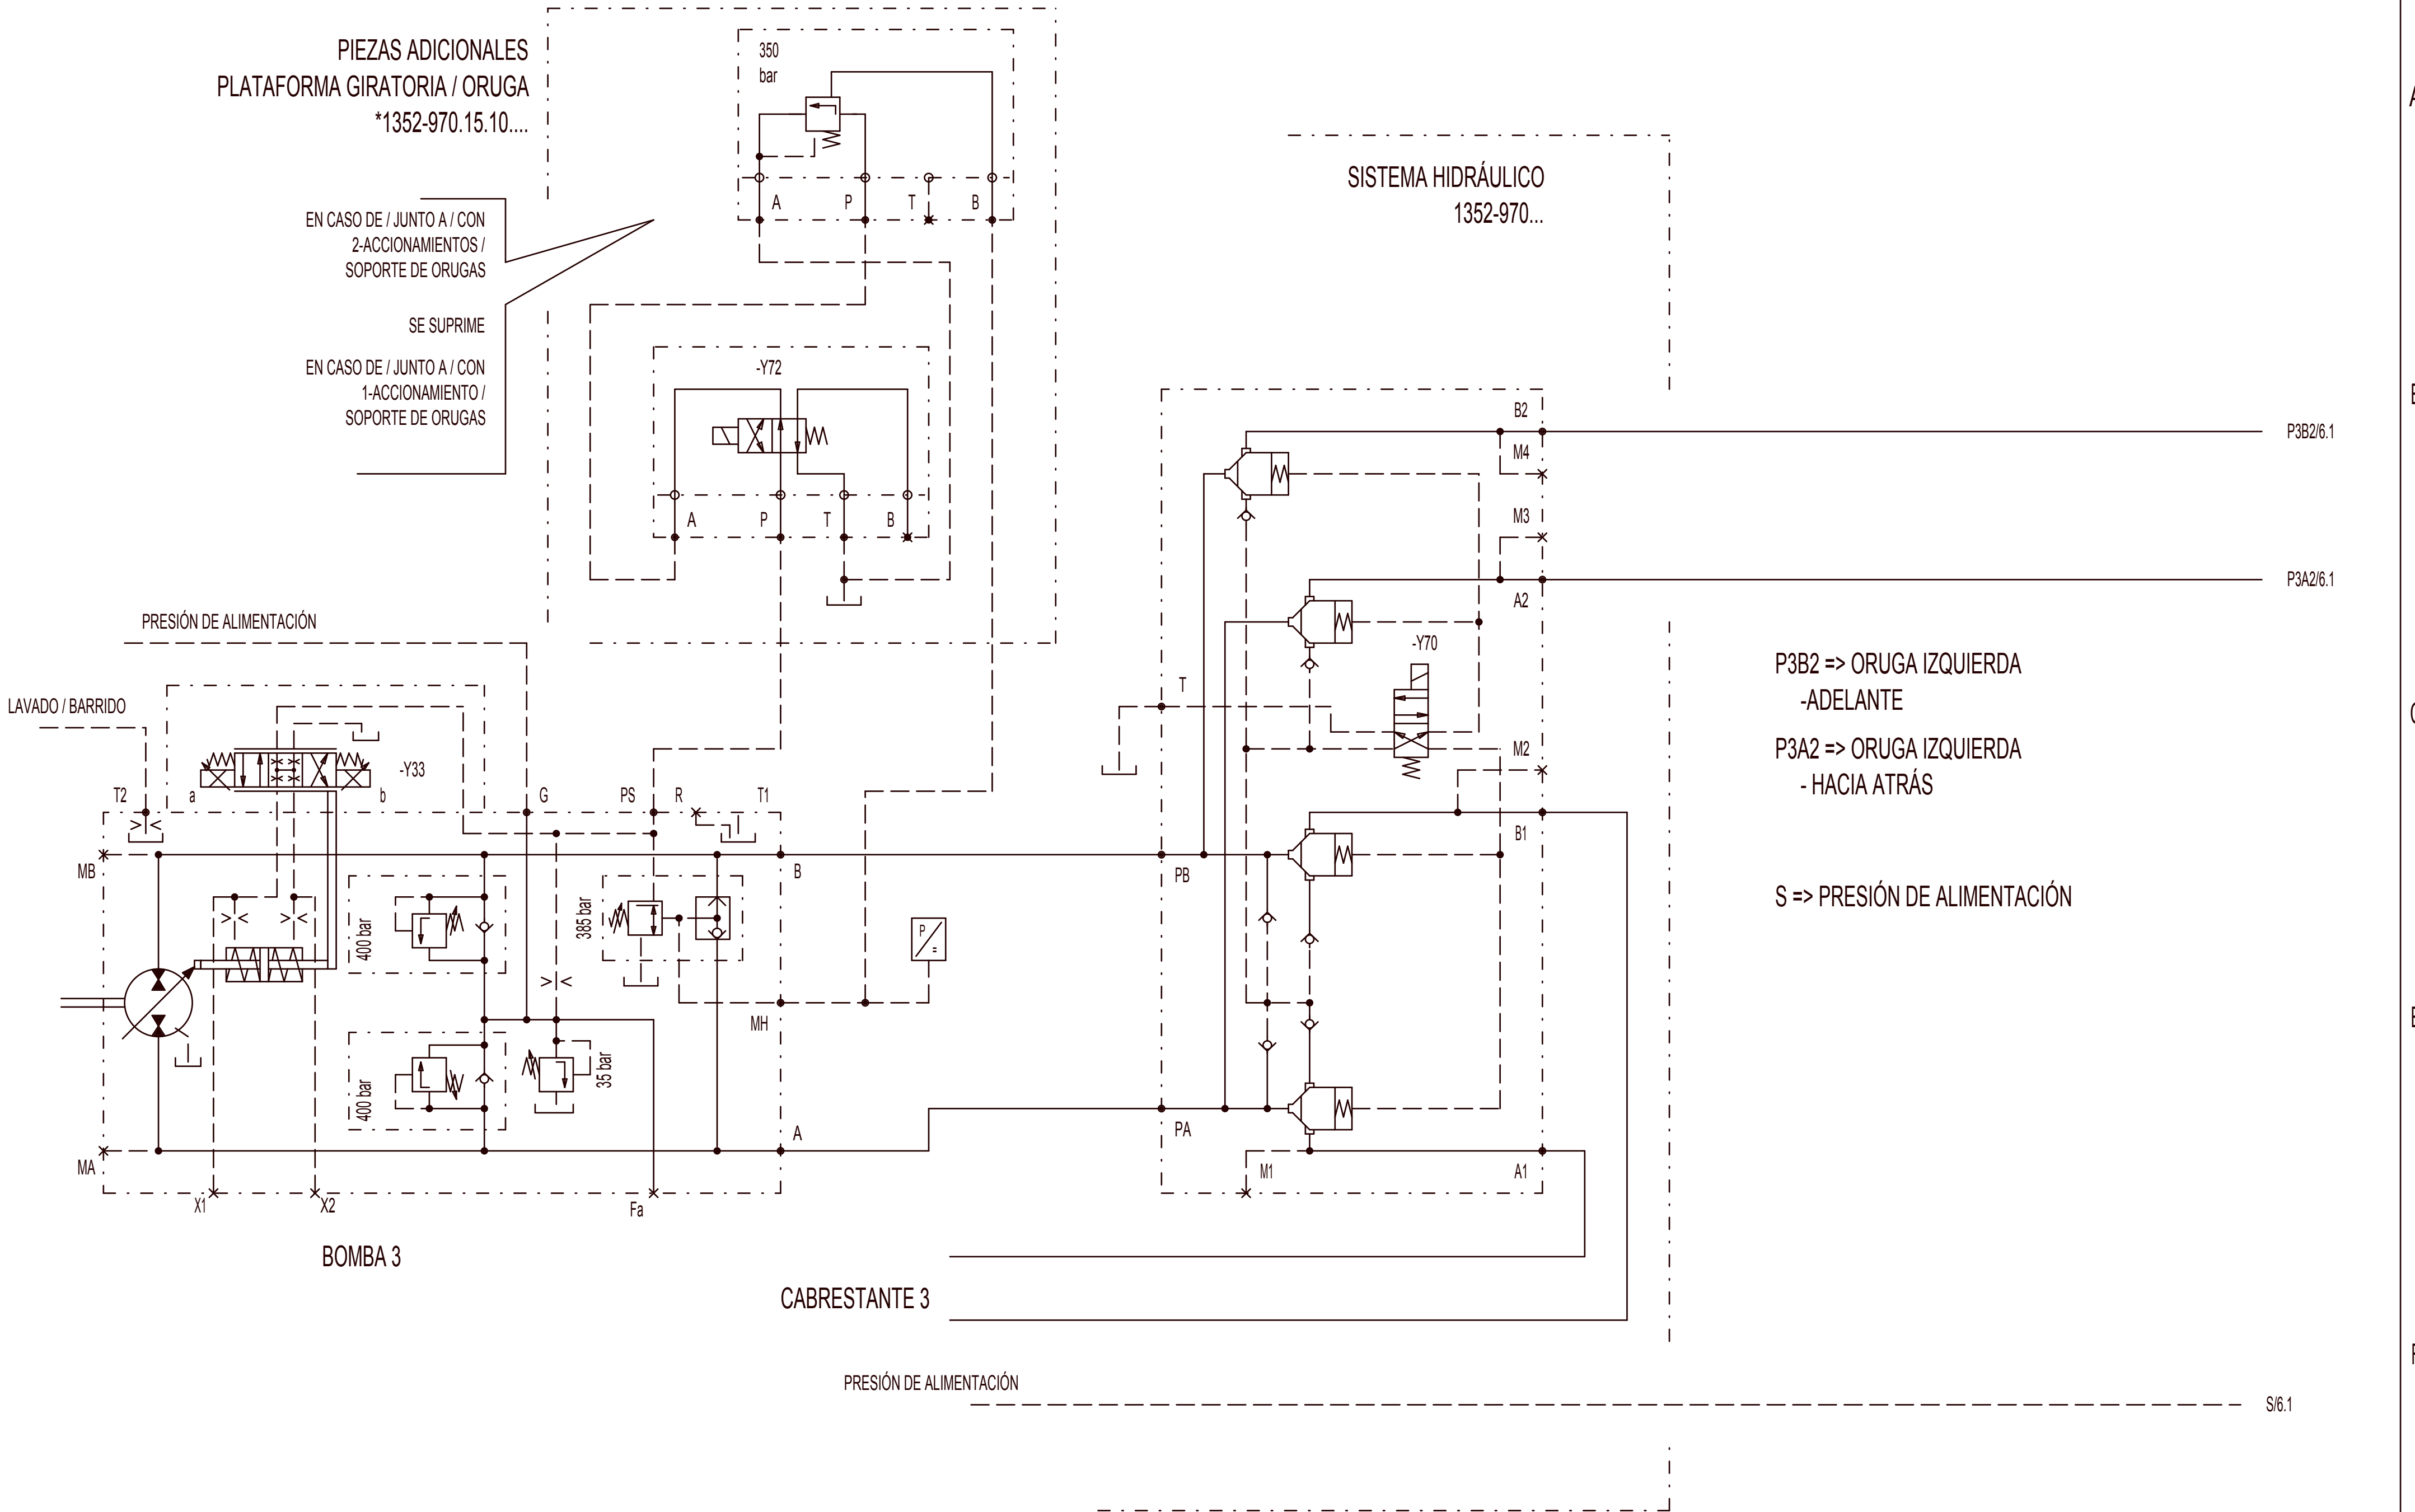 PIEZAS ADICIONALES
PLATAFORMA GIRATORIA / ORUGA
*1352-970.15.10....
350
bar
A
P
T
B
EN CASO DE / JUNTO A / CON
2-ACCIONAMIENTOS /
SOPORTE DE ORUGAS
SE SUPRIME
EN CASO DE / JUNTO A / CON
1-ACCIONAMIENTO /
SOPORTE DE ORUGAS
-Y72
A
P
T
B
SISTEMA HIDRÁULICO
1352-970...
B2
M4
M3
A2
-Y70
T
M2
B1
PB
PA
M1
A1
P3B2/6.1
P3A2/6.1
P3B2 => ORUGA IZQUIERDA
-ADELANTE
P3A2 => ORUGA IZQUIERDA
- HACIA ATRÁS
S => PRESIÓN DE ALIMENTACIÓN
PRESIÓN DE ALIMENTACIÓN
LAVADO / BARRIDO
-Y33
T2
a
b
G
PS
R
T1
MB
B
400 bar
385 bar
P
=
MH
400 bar
35 bar
A
MA
X1
X2
Fa
BOMBA 3
CABRESTANTE 3
PRESIÓN DE ALIMENTACIÓN
S/6.1